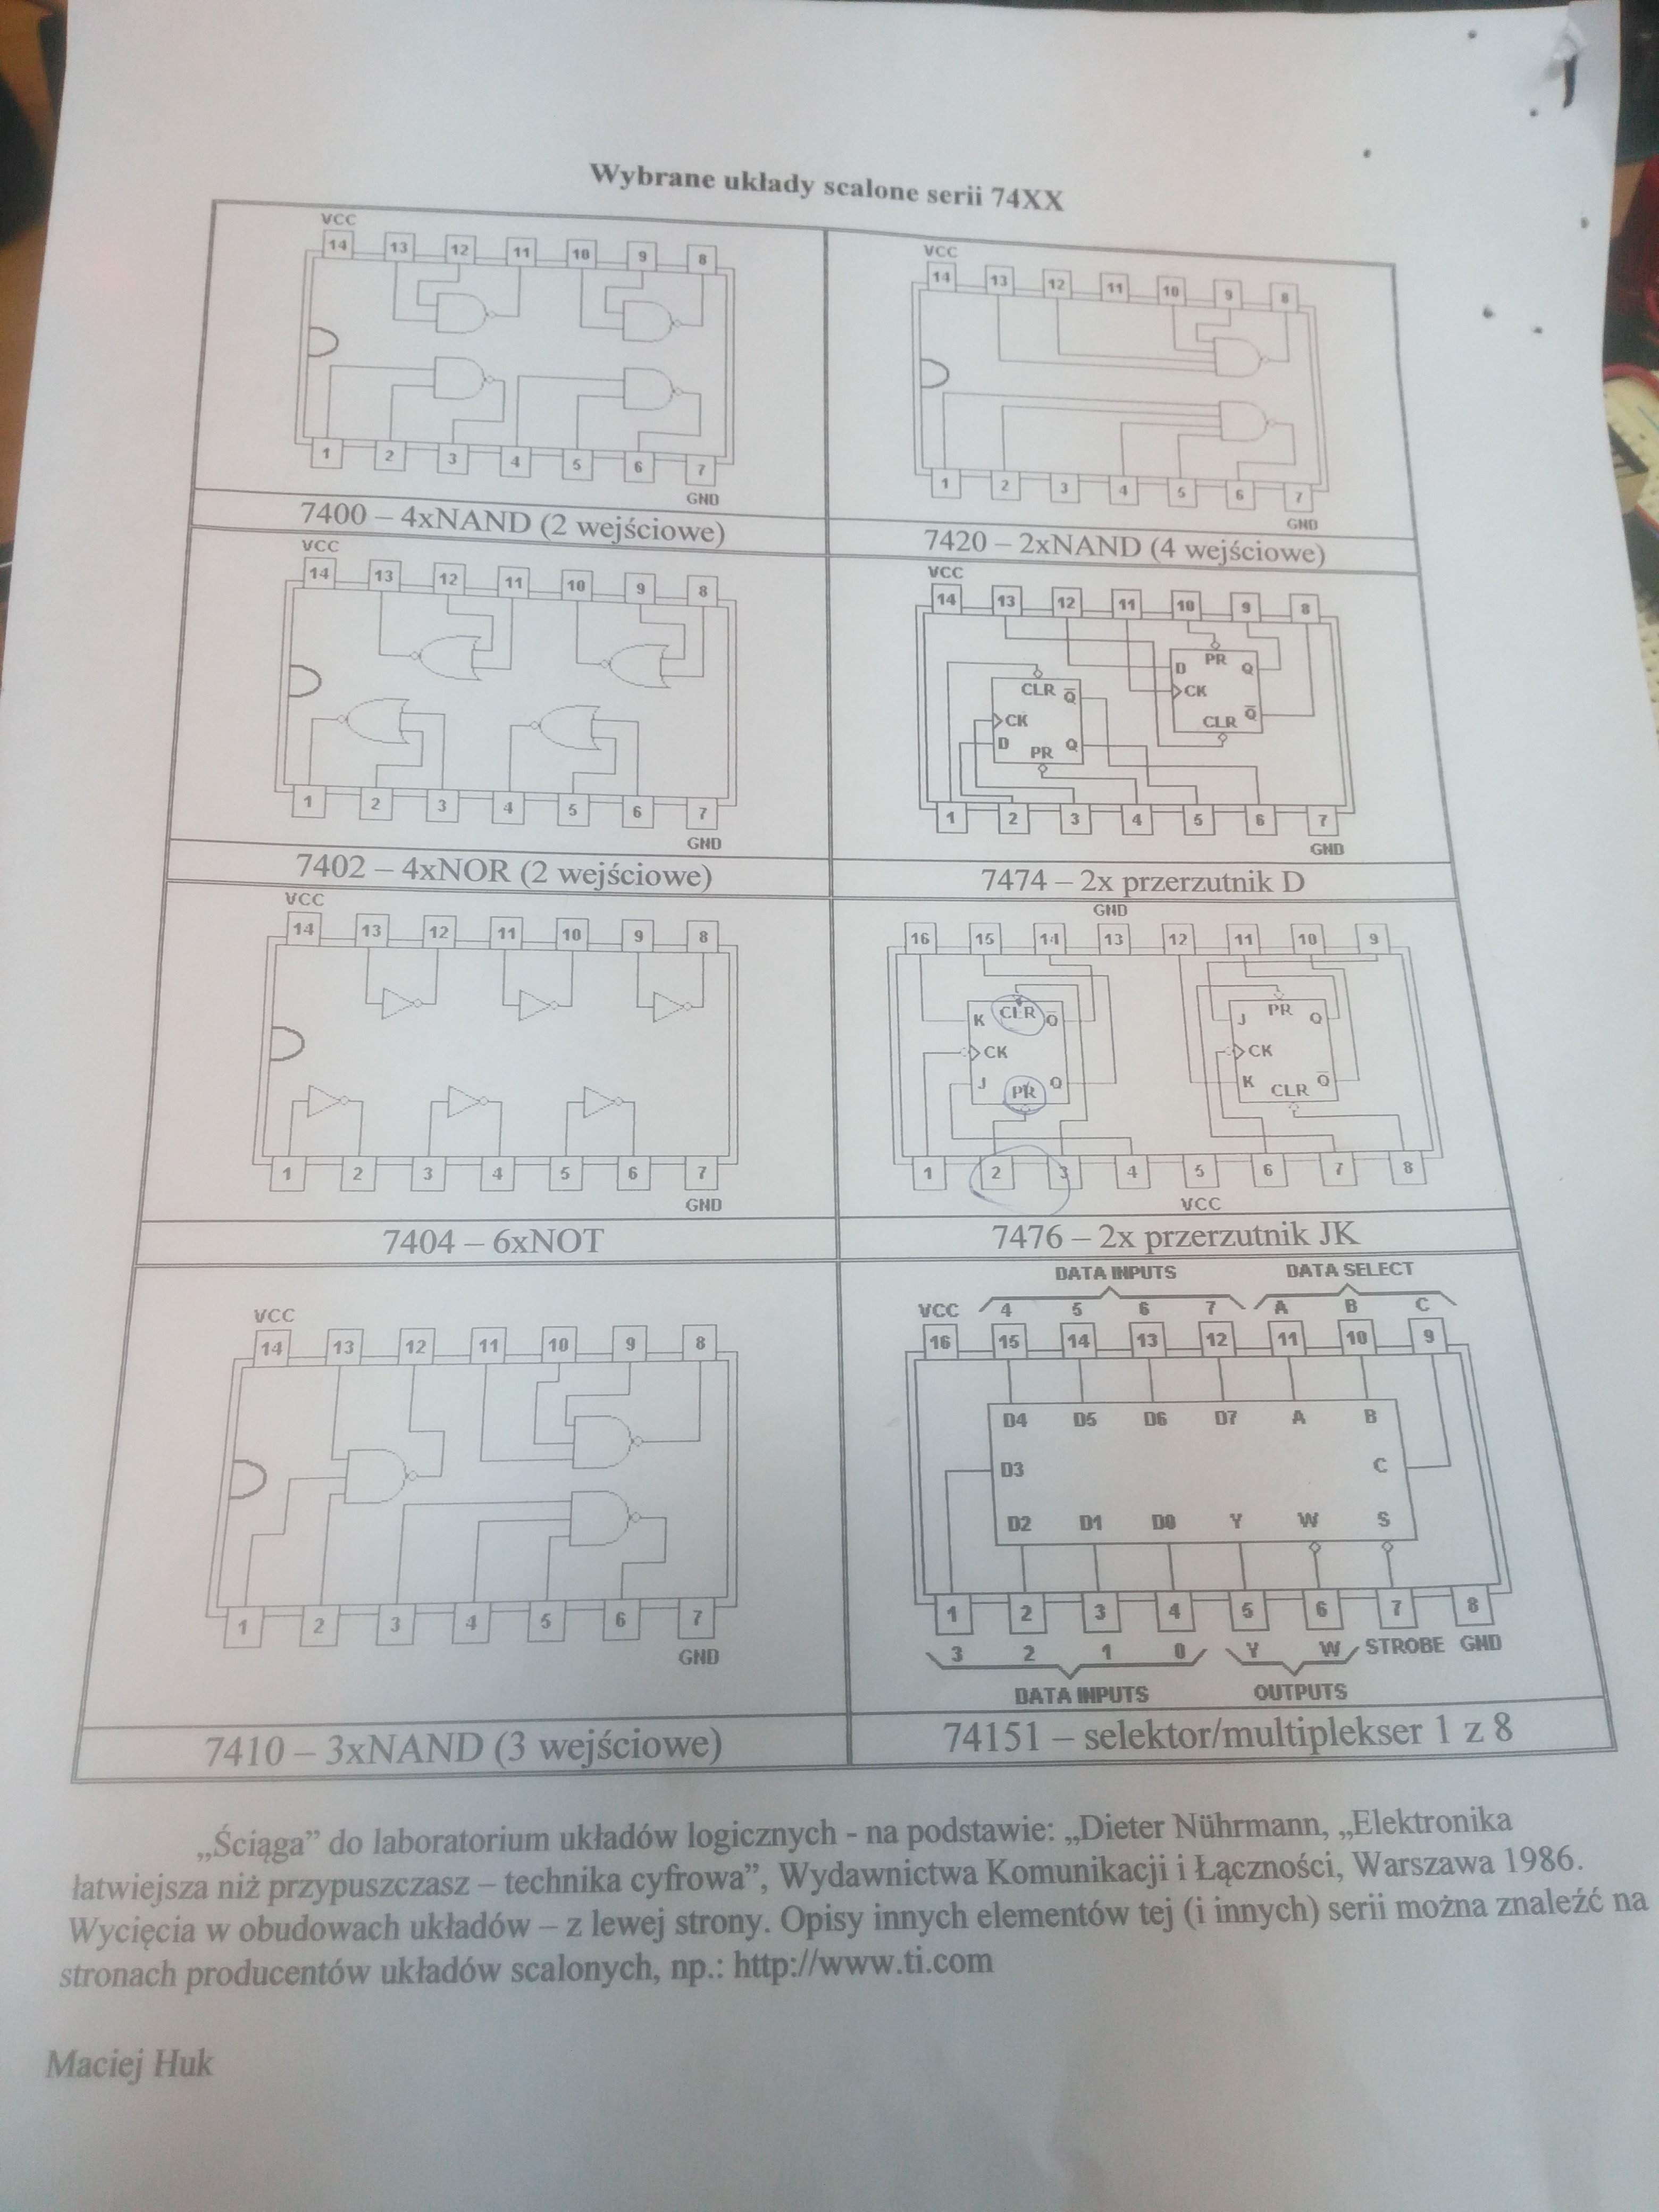 Wybrane układy scalone serii 74XX
VCC
14 13 12 11 10 9 8
1 2 3 4 5 6 7
GND
7400 – 4xNAND (2 wejściowe)
VCC
14 13 12 11 10 9 8
1 2 3 4 5 6 7
GND
7420 – 2xNAND (4 wejściowe)
VCC
14 13 12 11 10 9 8
1 2 3 4 5 6 7
GND
7402 – 4xNOR (2 wejściowe)
VCC
14 13 12 11 10 9 8
D PR Q
CK
CLR Q̅
CLR Q̅
CK
D PR Q
1 2 3 4 5 6 7
GND
7474 – 2x przerzutnik D
VCC
14 13 12 11 10 9 8
1 2 3 4 5 6 7
GND
7404 – 6xNOT
GND
16 15 14 13 12 11 10 9
K CLR Q̅
CK
J PR Q
J PR Q
CK
K CLR Q̅
1 2 3 4 5 6 7 8
VCC
7476 – 2x przerzutnik JK
VCC
14 13 12 11 10 9 8
1 2 3 4 5 6 7
GND
7410 – 3xNAND (3 wejściowe)
DATA INPUTS DATA SELECT
VCC 4 5 6 7 A B C
16 15 14 13 12 11 10 9
D4 D5 D6 D7 A B
D3 C
D2 D1 D0 Y W S
1 2 3 4 5 6 7 8
3 2 1 0 Y W STROBE GND
DATA INPUTS OUTPUTS
74151 – selektor/multiplekser 1 z 8
„Ściąga” do laboratorium układów logicznych - na podstawie: „Dieter Nührmann, „Elektronika
łatwiejsza niż przypuszczasz – technika cyfrowa”, Wydawnictwa Komunikacji i Łączności, Warszawa 1986.
Wycięcia w obudowach układów – z lewej strony. Opisy innych elementów tej (i innych) serii można znaleźć na
stronach producentów układów scalonych, np.: http://www.ti.com
Maciej Huk